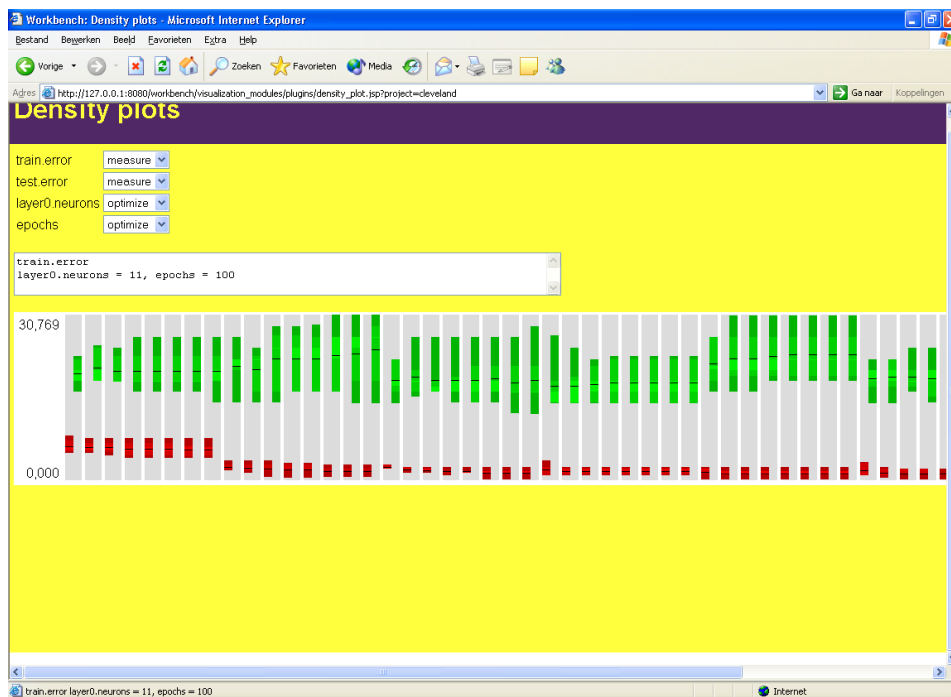 Workbench: Density plots - Microsoft Internet Explorer
Bestand Bewerken Beeld Favorieten Extra Help
Vorige Zoeken Favorieten Media
Adres http://127.0.0.1:8080/workbench/visualization_modules/plugins/density_plot.jsp?project=cleveland Ga naar Koppelingen
Density plots
train.error measure
test.error measure
layer0.neurons optimize
epochs optimize
train.error
layer0.neurons = 11, epochs = 100
30,769
0,000
train.error layer0.neurons = 11, epochs = 100 Internet